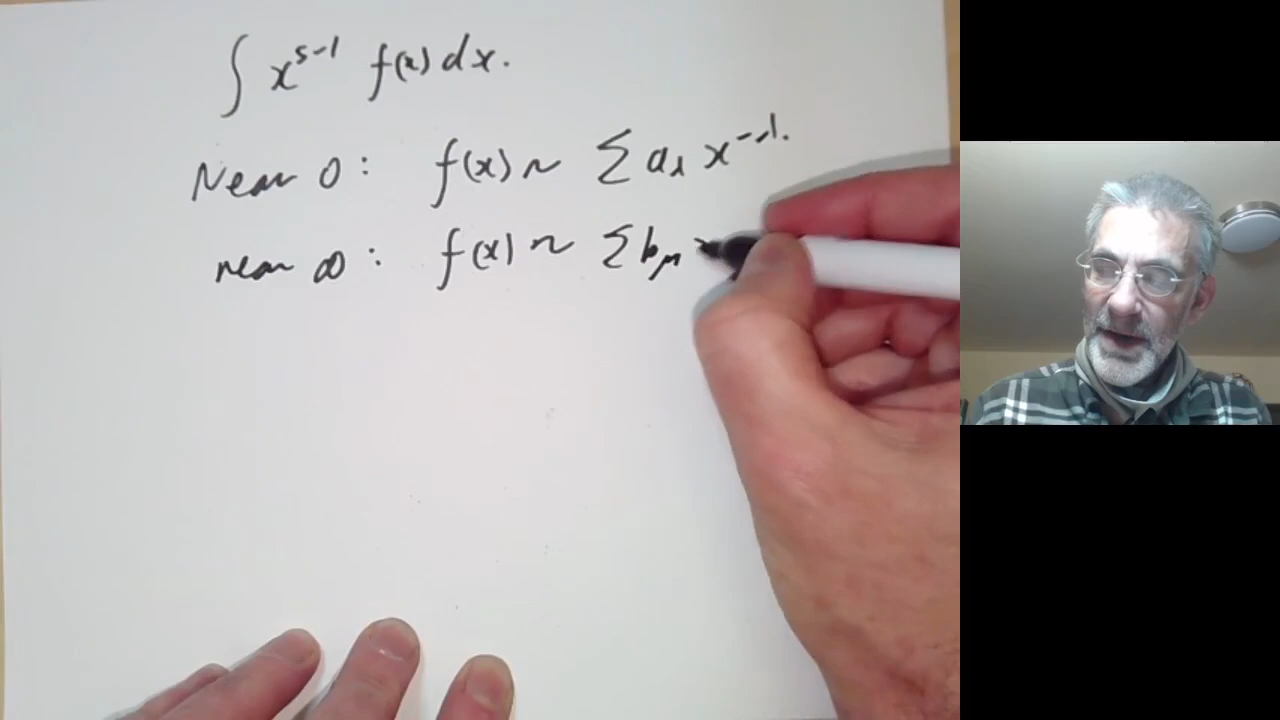 ∫ x^{s-1} f(x) dx.
Near 0 : f(x) ~ Σ a_λ x^{-λ}.
near ∞ : f(x) ~ Σ b_μ